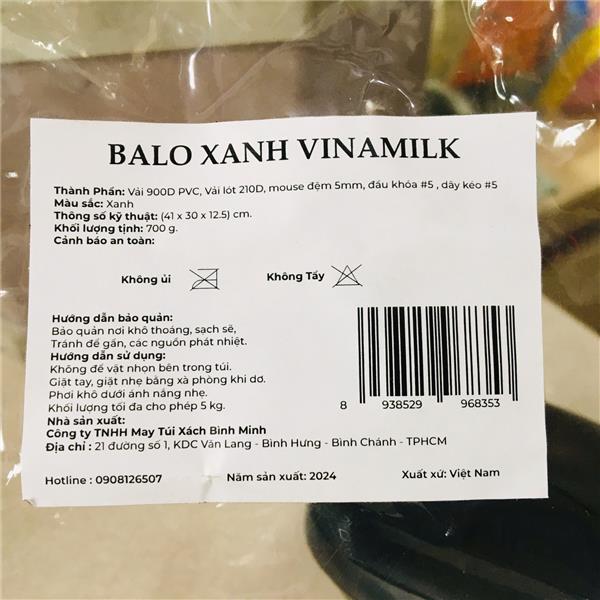 BALO XANH VINAMILK
Thành Phần: Vải 900D PVC, Vải lót 210D, mouse đệm 5mm, đầu khóa #5 , dây kéo #5
Màu sắc: Xanh
Thông số kỹ thuật: (41 x 30 x 12.5) cm.
Khối lượng tịnh: 700 g.
Cảnh báo an toàn:
Không ủi Không Tẩy
Hướng dẫn bảo quản:
Bảo quản nơi khô thoáng, sạch sẽ,
Tránh để gần, các nguồn phát nhiệt.
Hướng dẫn sử dụng:
Không để vật nhọn bên trong túi.
Giặt tay, giặt nhẹ bằng xà phòng khi dơ.
Phơi khô dưới ánh nắng nhẹ.
Khối lượng tối đa cho phép 5 kg.
8 938529 968353
Nhà sản xuất:
Công ty TNHH May Túi Xách Bình Minh
Địa chỉ : 21 đường số 1, KDC Văn Lang - Bình Hưng - Bình Chánh - TPHCM
Hotline : 0908126507 Năm sản xuất: 2024 Xuất xứ: Việt Nam